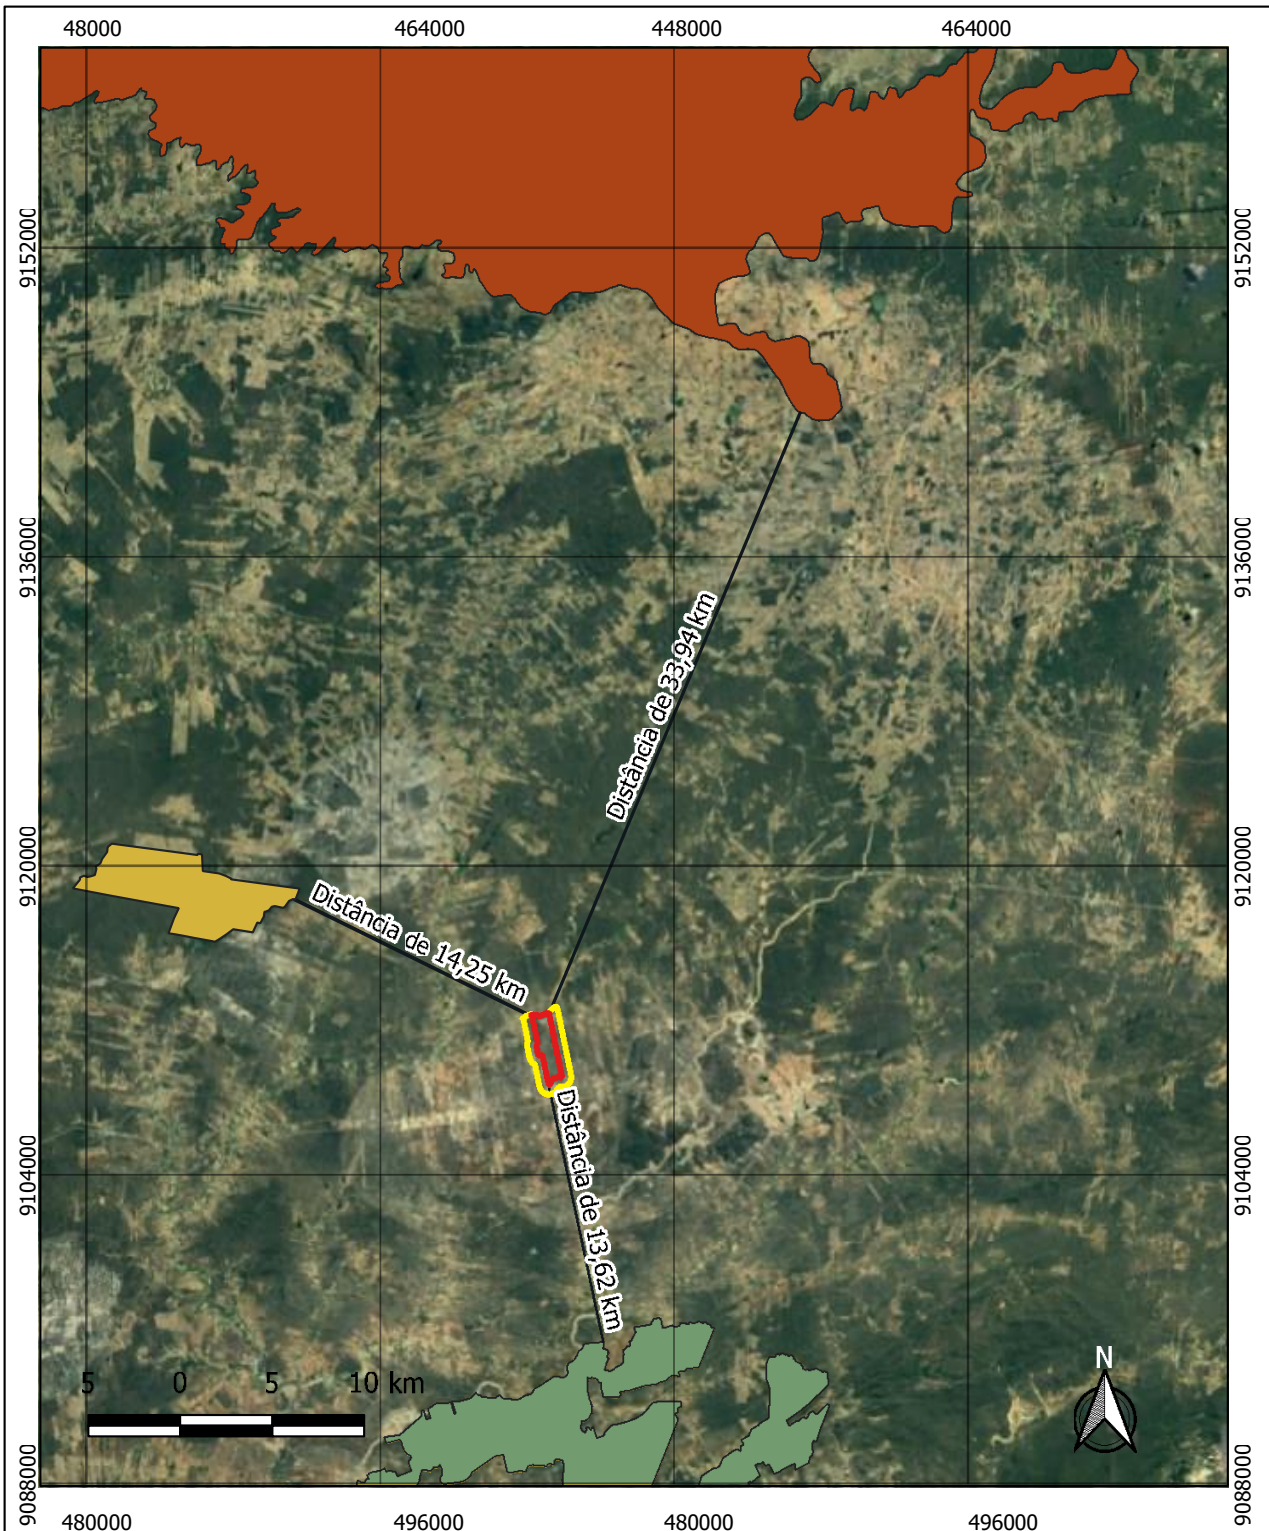 48000 464000 448000 464000
9152000 9152000
9136000 9136000
Distância de 33,94 km
9120000 9120000
Distância de 14,25 km
Distância de 13,62 km
9104000 9104000
N
5 0 5 10 km
9088000 9088000
480000 496000 480000 496000